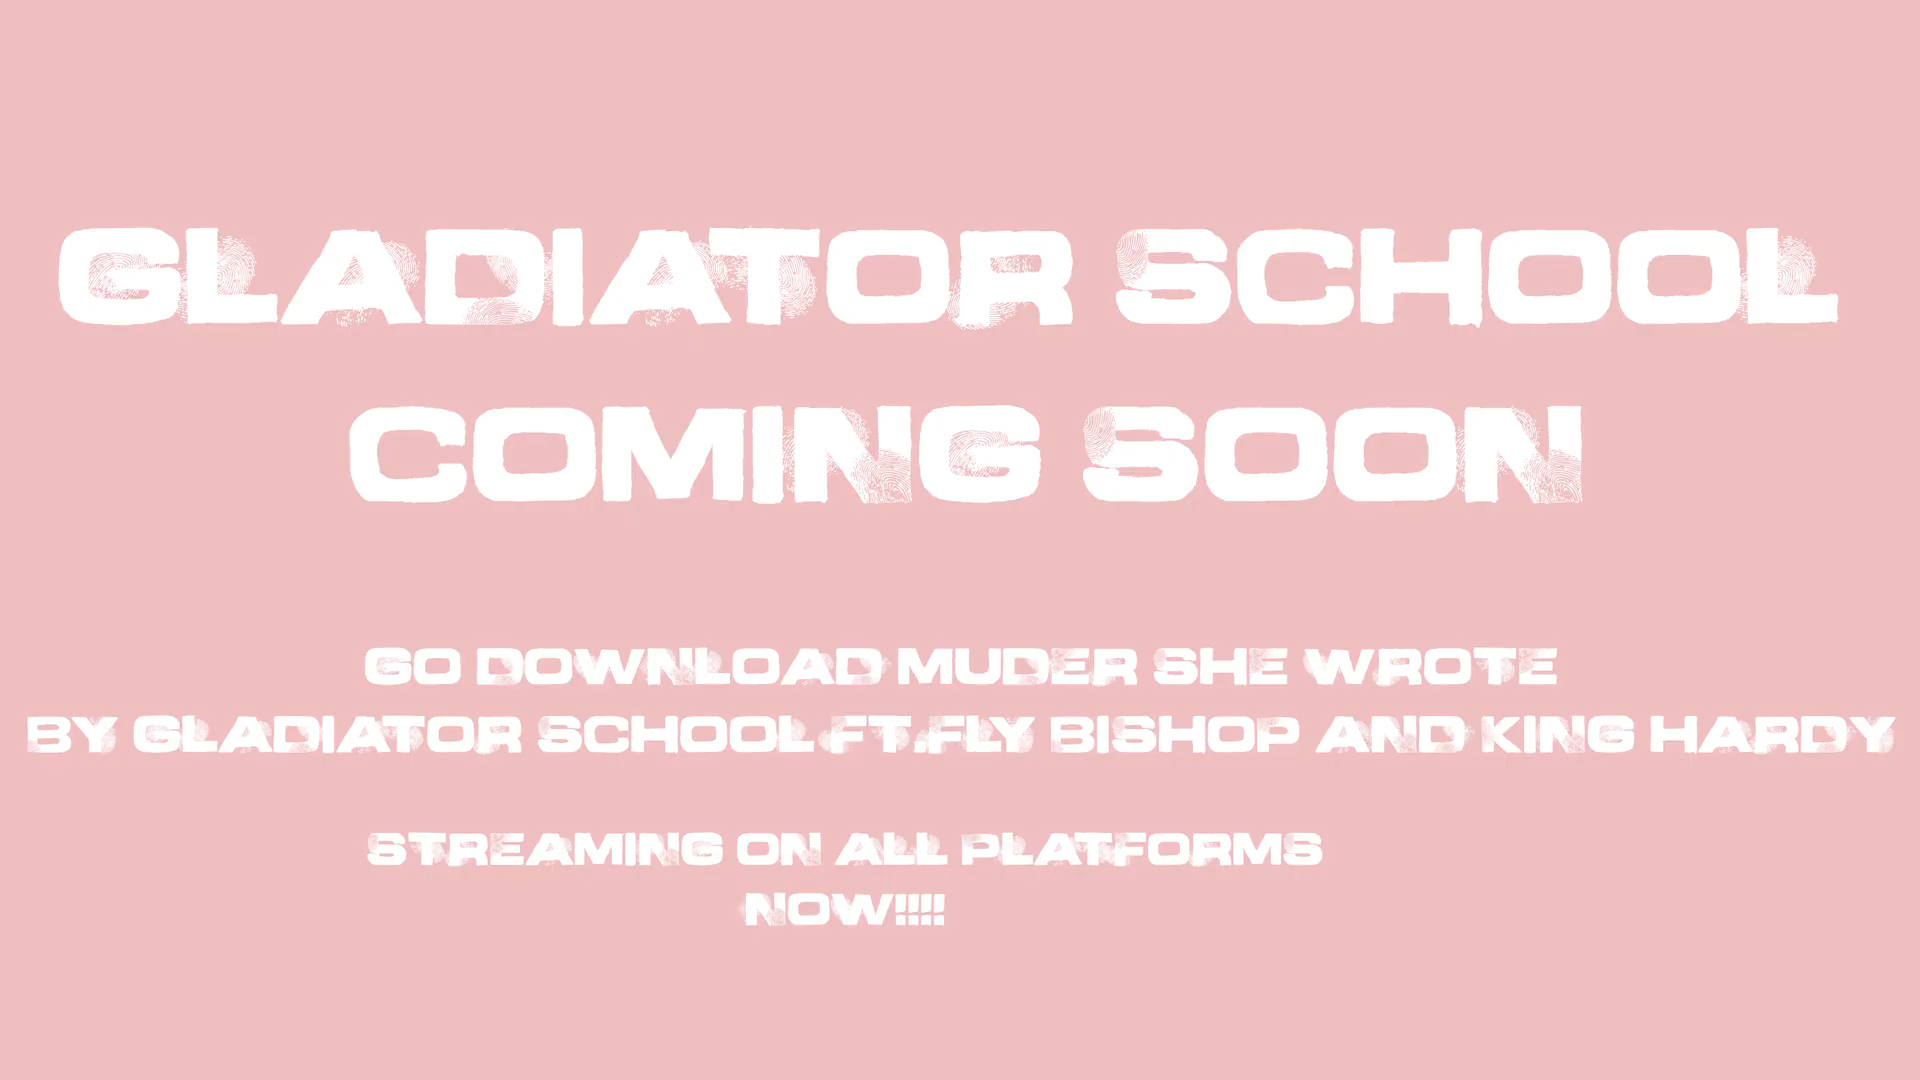 GLADIATOR SCHOOL
COMING SOON
GO DOWNLOAD MUDER SHE WROTE
BY GLADIATOR SCHOOL FT.FLY BISHOP AND KING HARDY
STREAMING ON ALL PLATFORMS
NOW!!!!